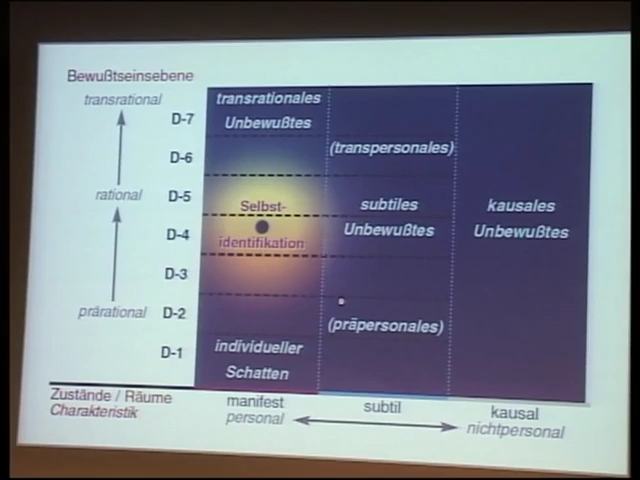 Bewußtseinsebene
transrational
rational
prärational
D-7
D-6
D-5
D-4
D-3
D-2
D-1
transrationales
Unbewußtes
(transpersonales)
Selbst-
identifikation
subtiles
Unbewußtes
kausales
Unbewußtes
(präpersonales)
individueller
Schatten
Zustände / Räume
Charakteristik
manifest
personal
subtil
kausal
nichtpersonal